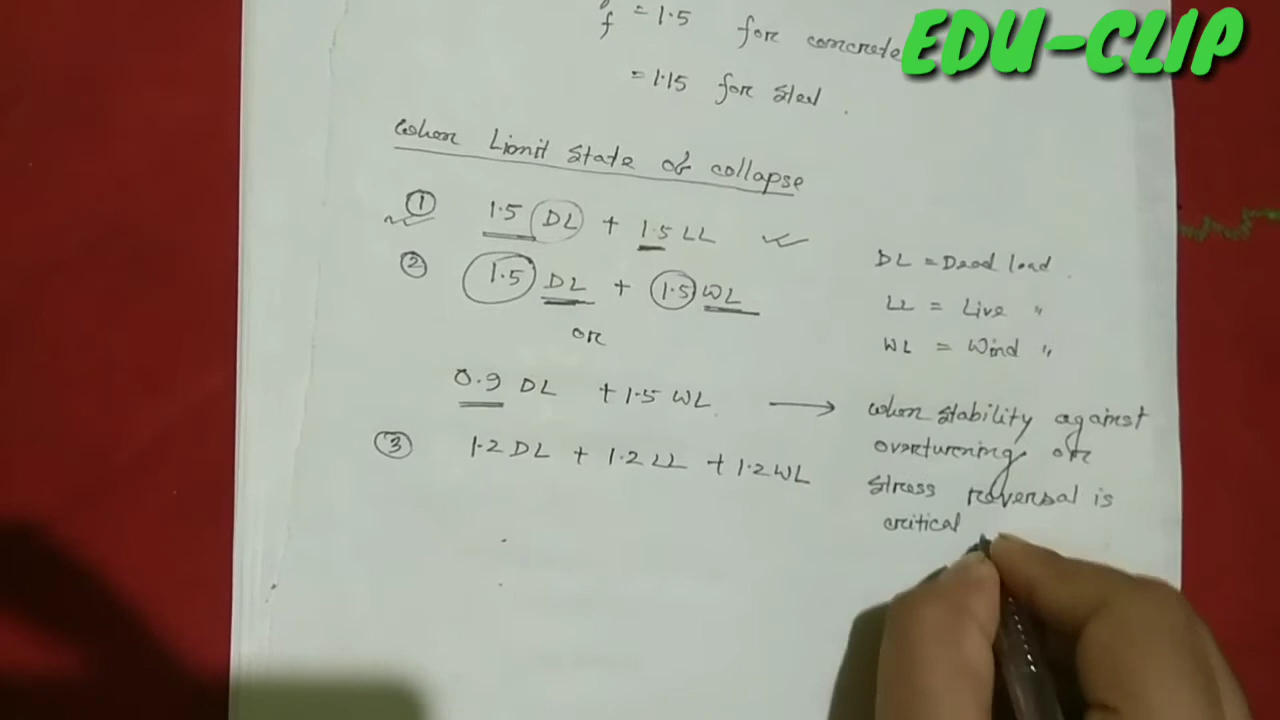 f = 1.5 for concrete
EDU-CLIP
= 1.15 for steel.
When Limit State of collapse
① 1.5 DL + 1.5 LL
② 1.5 DL + 1.5 WL
or
0.9 DL + 1.5 WL → when stability against
overturning or
stress reversal is
critical
③ 1.2 DL + 1.2 LL + 1.2 WL
DL = Dead load.
LL = Live "
WL = Wind "